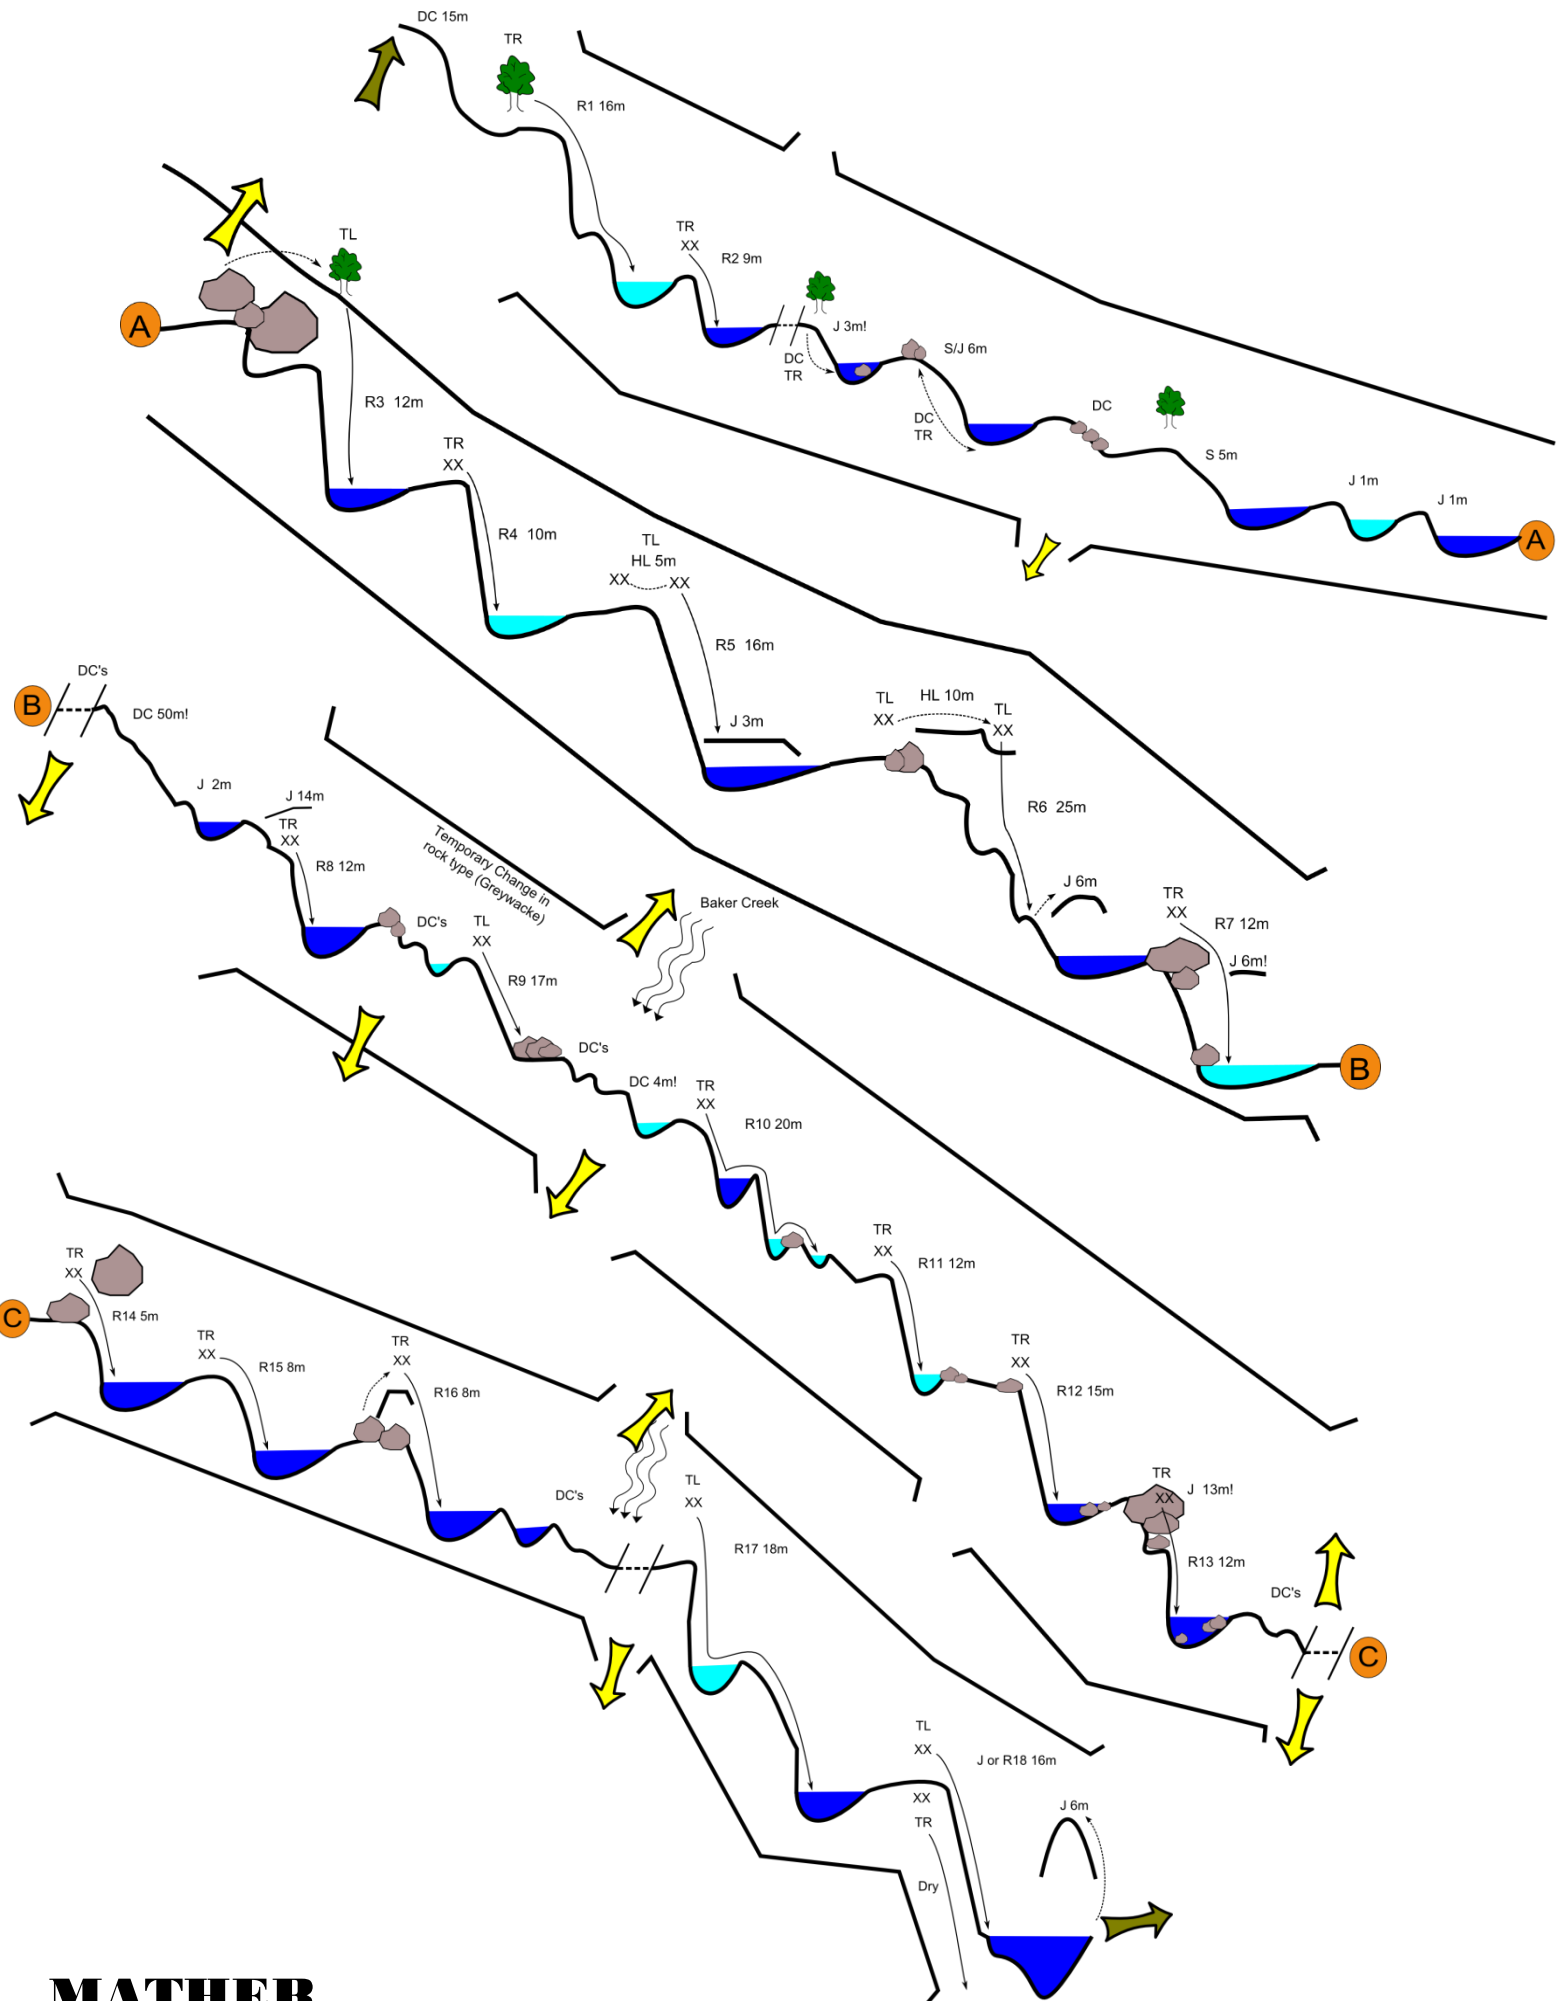 DC 15m
TR
R1 16m
TR
XX
R2 9m
DC
TR
J 3m!
S/J 6m
DC
TR
DC
S 5m
J 1m
J 1m
A
A
TL
R3 12m
TR
XX
R4 10m
TL
HL 5m
XX
XX
R5 16m
J 3m
TL
XX
HL 10m
TL
XX
R6 25m
J 6m
TR
XX
R7 12m
J 6m!
B
B
DC's
DC 50m!
J 2m
J 14m
TR
XX
R8 12m
Temporary Change in
rock type (Greywacke)
DC's
TL
XX
R9 17m
Baker Creek
DC's
DC 4m!
TR
XX
R10 20m
TR
XX
R11 12m
TR
XX
R12 15m
TR
XX
J 13m!
R13 12m
DC's
C
C
TR
XX
R14 5m
TR
XX
R15 8m
TR
XX
R16 8m
DC's
TL
XX
R17 18m
TL
XX
J or R18 16m
XX
TR
Dry
J 6m
MATHER